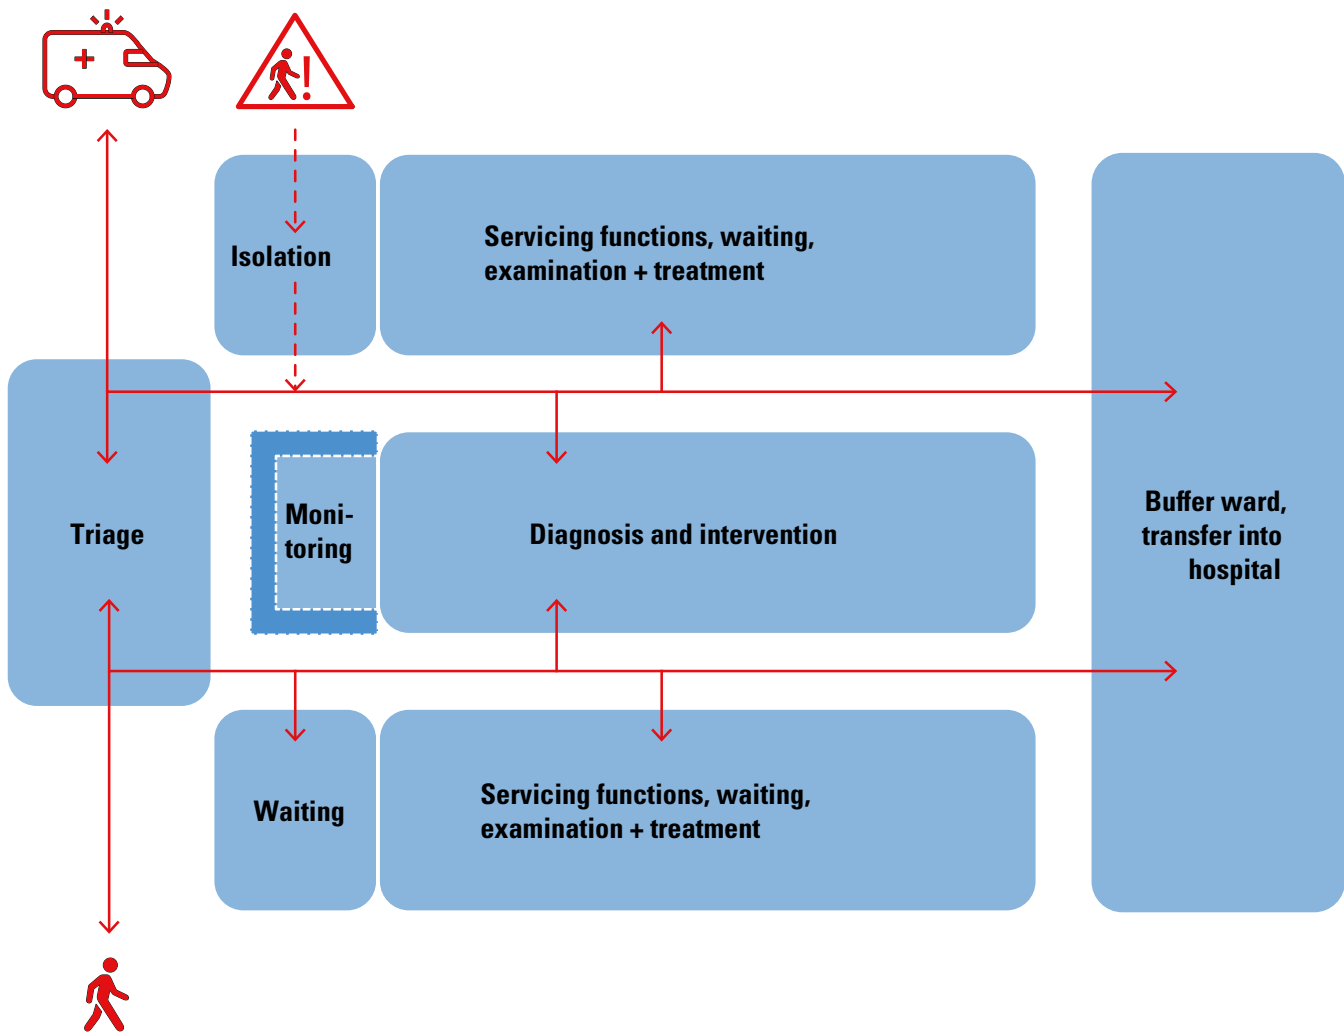 Isolation
Servicing functions, waiting,
examination + treatment
Triage
Moni-
toring
Diagnosis and intervention
Buffer ward,
transfer into
hospital
Waiting
Servicing functions, waiting,
examination + treatment